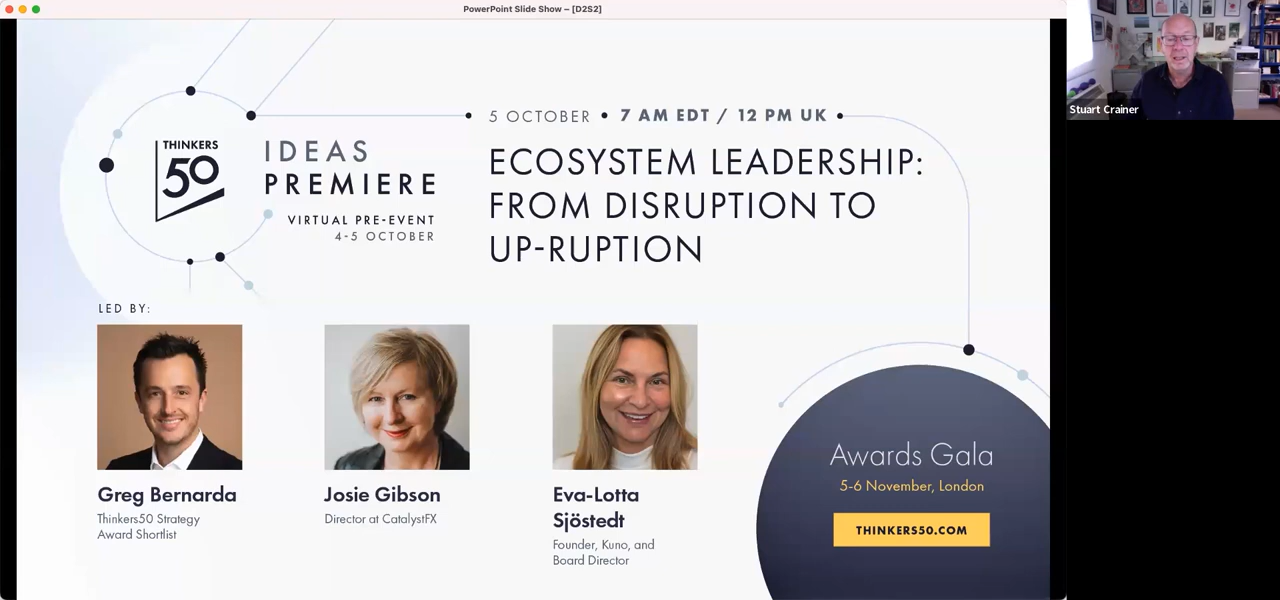 PowerPoint Slide Show – [D2S2]
Stuart Crainer
THINKERS
50
IDEAS
PREMIERE
VIRTUAL PRE-EVENT
4-5 OCTOBER
5 OCTOBER • 7 AM EDT / 12 PM UK
ECOSYSTEM LEADERSHIP:
FROM DISRUPTION TO
UP-RUPTION
LED BY:
Greg Bernarda
Thinkers50 Strategy
Award Shortlist
Josie Gibson
Director at CatalystFX
Eva-Lotta
Sjöstedt
Founder, Kuno, and
Board Director
Awards Gala
5-6 November, London
THINKERS50.COM